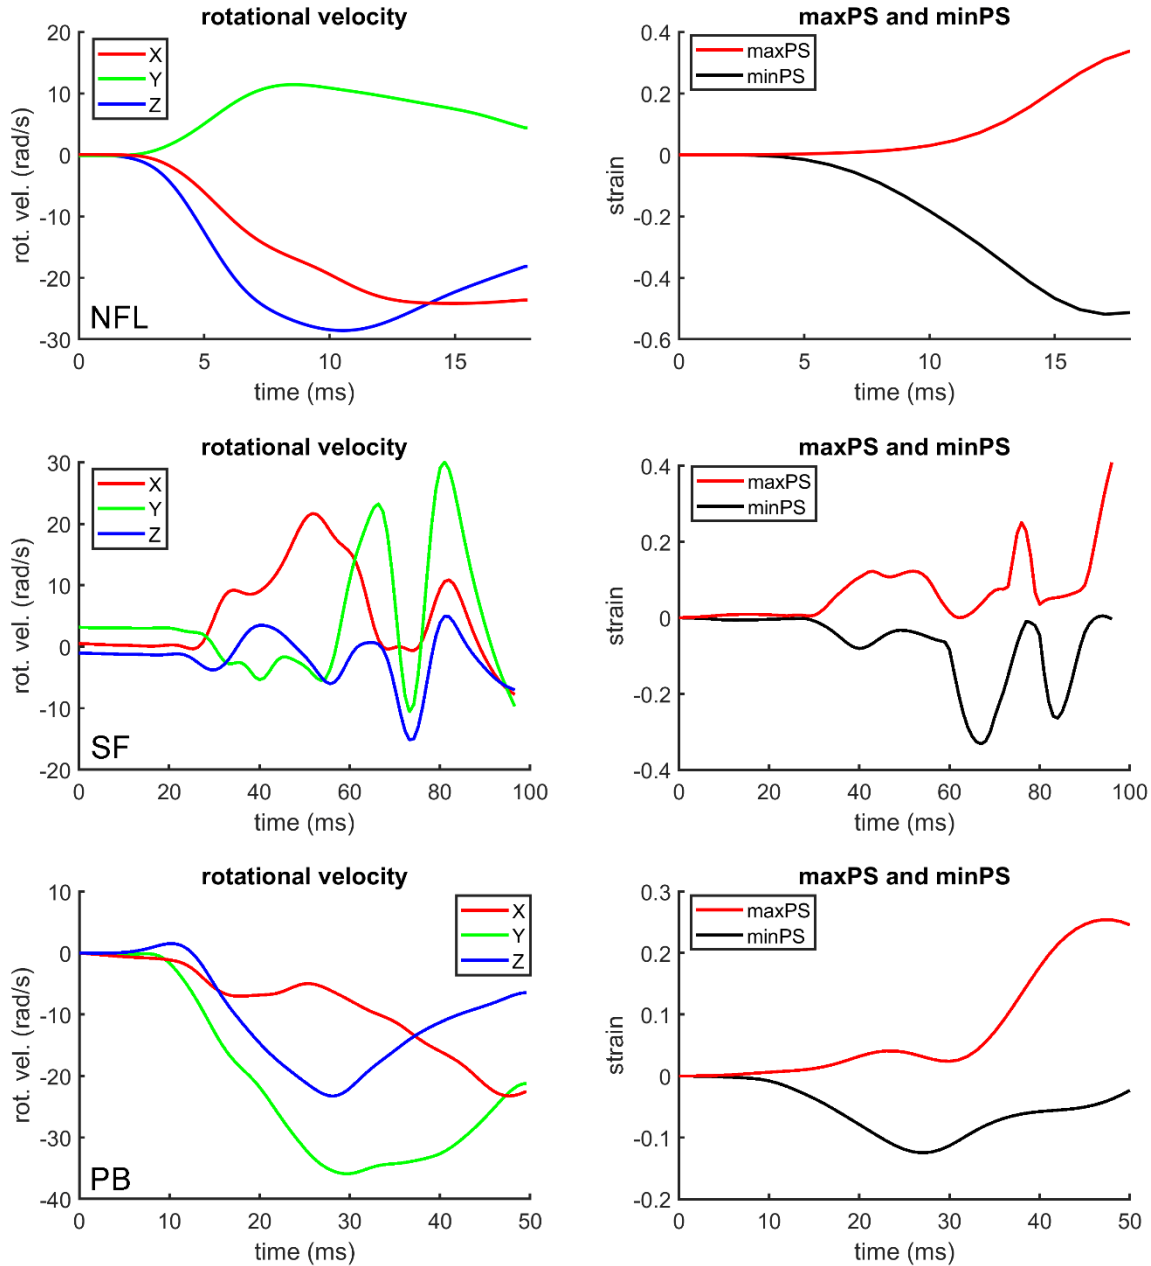 rotational velocity
maxPS and minPS
20
10
0
-10
-20
-30
rot. vel. (rad/s)
X
Y
Z
NFL
0
5
10
15
time (ms)
0.4
0.2
0
-0.2
-0.4
-0.6
strain
maxPS
minPS
0
5
10
15
time (ms)
rotational velocity
maxPS and minPS
30
20
10
0
-10
-20
rot. vel. (rad/s)
X
Y
Z
SF
0
20
40
60
80
100
time (ms)
0.4
0.2
0
-0.2
-0.4
strain
maxPS
minPS
0
20
40
60
80
100
time (ms)
rotational velocity
maxPS and minPS
10
0
-10
-20
-30
-40
rot. vel. (rad/s)
X
Y
Z
PB
0
10
20
30
40
50
time (ms)
0.3
0.2
0.1
0
-0.1
-0.2
strain
maxPS
minPS
0
10
20
30
40
50
time (ms)